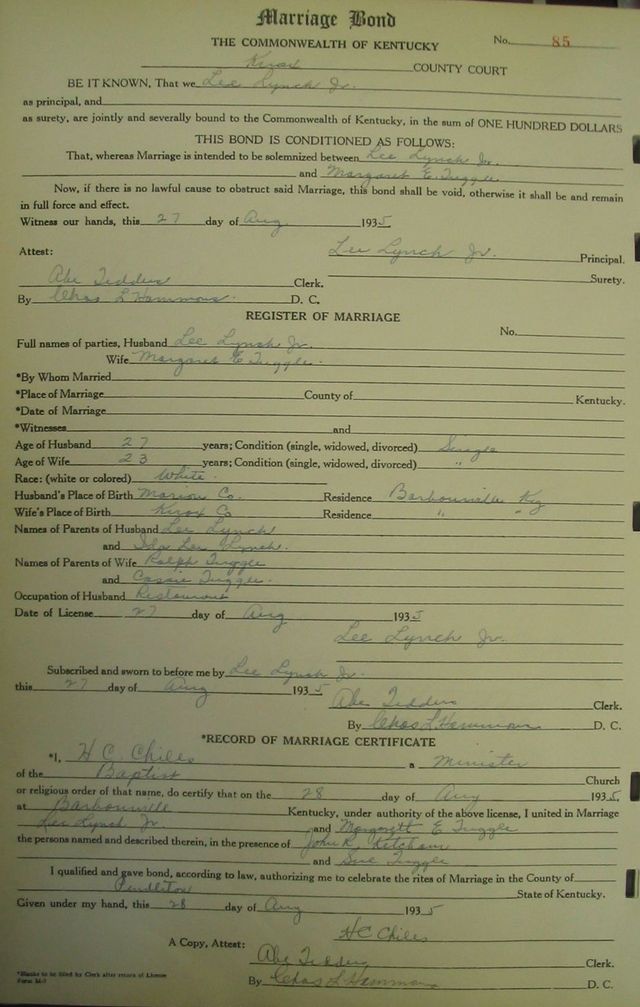 Marriage Bond
THE COMMONWEALTH OF KENTUCKY No. 85
Knox COUNTY COURT
BE IT KNOWN, That we Lee Lynch Jr.
as principal, and
as surety, are jointly and severally bound to the Commonwealth of Kentucky, in the sum of ONE HUNDRED DOLLARS
THIS BOND IS CONDITIONED AS FOLLOWS:
That, whereas Marriage is intended to be solemnized between Lee Lynch Jr.
and Margaret E. Tuggle
Now, if there is no lawful cause to obstruct said Marriage, this bond shall be void, otherwise it shall be and remain
in full force and effect.
Witness our hands, this 27 day of Aug 1935.
Attest: Lee Lynch Jr. Principal.
Abe Tedders Clerk. Surety.
By Chas L Hammons. D. C.
REGISTER OF MARRIAGE
No.
Full names of parties, Husband Lee Lynch Jr.
Wife Margaret E Tuggle.
*By Whom Married
*Place of Marriage County of Kentucky.
*Date of Marriage
*Witnesses and
Age of Husband 27 years; Condition (single, widowed, divorced) Single
Age of Wife 23 years; Condition (single, widowed, divorced) "
Race: (white or colored) White.
Husband's Place of Birth Marion Co. Residence Barbourville Ky
Wife's Place of Birth Knox Co Residence " "
Names of Parents of Husband Lee Lynch
and Ida Lee Lynch.
Names of Parents of Wife Ralph Tuggle
and Cassie Tuggle.
Occupation of Husband Restaurant
Date of License 27 day of Aug 1935
Lee Lynch Jr.
Subscribed and sworn to before me by Lee Lynch Jr.
this 27 day of Aug 1935
Abe Tedders Clerk.
By Chas L. Hammons D. C.
*RECORD OF MARRIAGE CERTIFICATE
*I, H C Chiles a Minister
of the Baptist Church
or religious order of that name, do certify that on the 28 day of Aug 1935,
at Barbourville Kentucky, under authority of the above license, I united in Marriage
Lee Lynch Jr. and Margarett E Tuggle
the persons named and described therein, in the presence of John R. Ketcham
and Sue Tuggle
I qualified and gave bond, according to law, authorizing me to celebrate the rites of Marriage in the County of
Pendleton State of Kentucky.
Given under my hand, this 28 day of Aug 1935
H C Chiles
A Copy, Attest: Abe Tedders Clerk.
By Chas L Hammons D. C.
*Blanks to be filled by Clerk after return of License
Form M-7